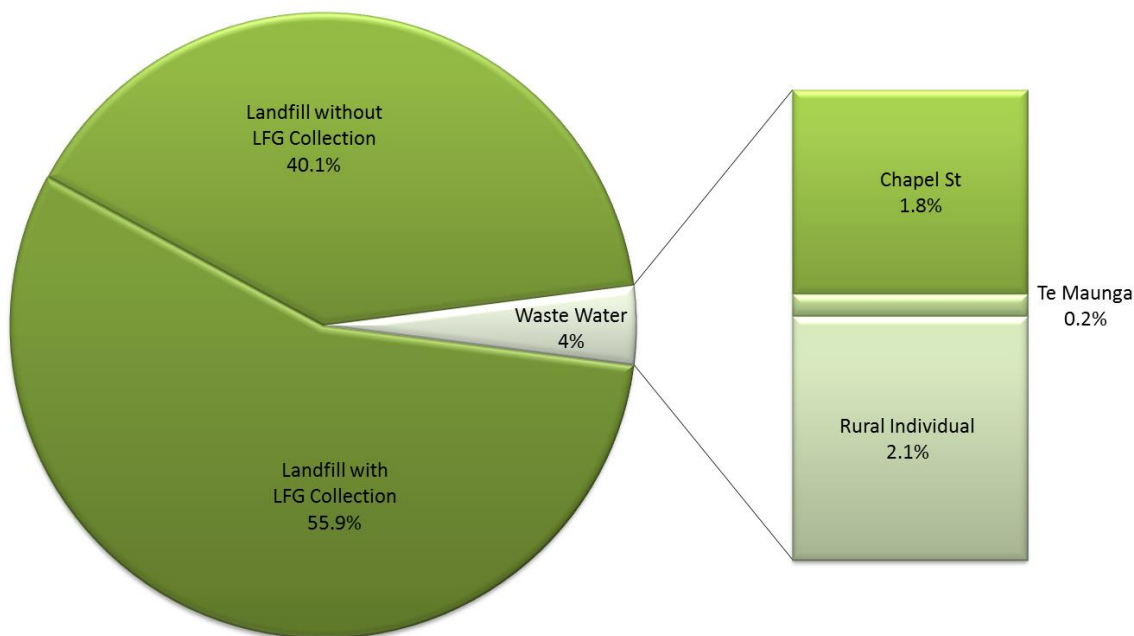 Landfill without
LFG Collection
40.1%
Waste Water
4%
Landfill with
LFG Collection
55.9%
Chapel St
1.8%
Te Maunga
0.2%
Rural Individual
2.1%